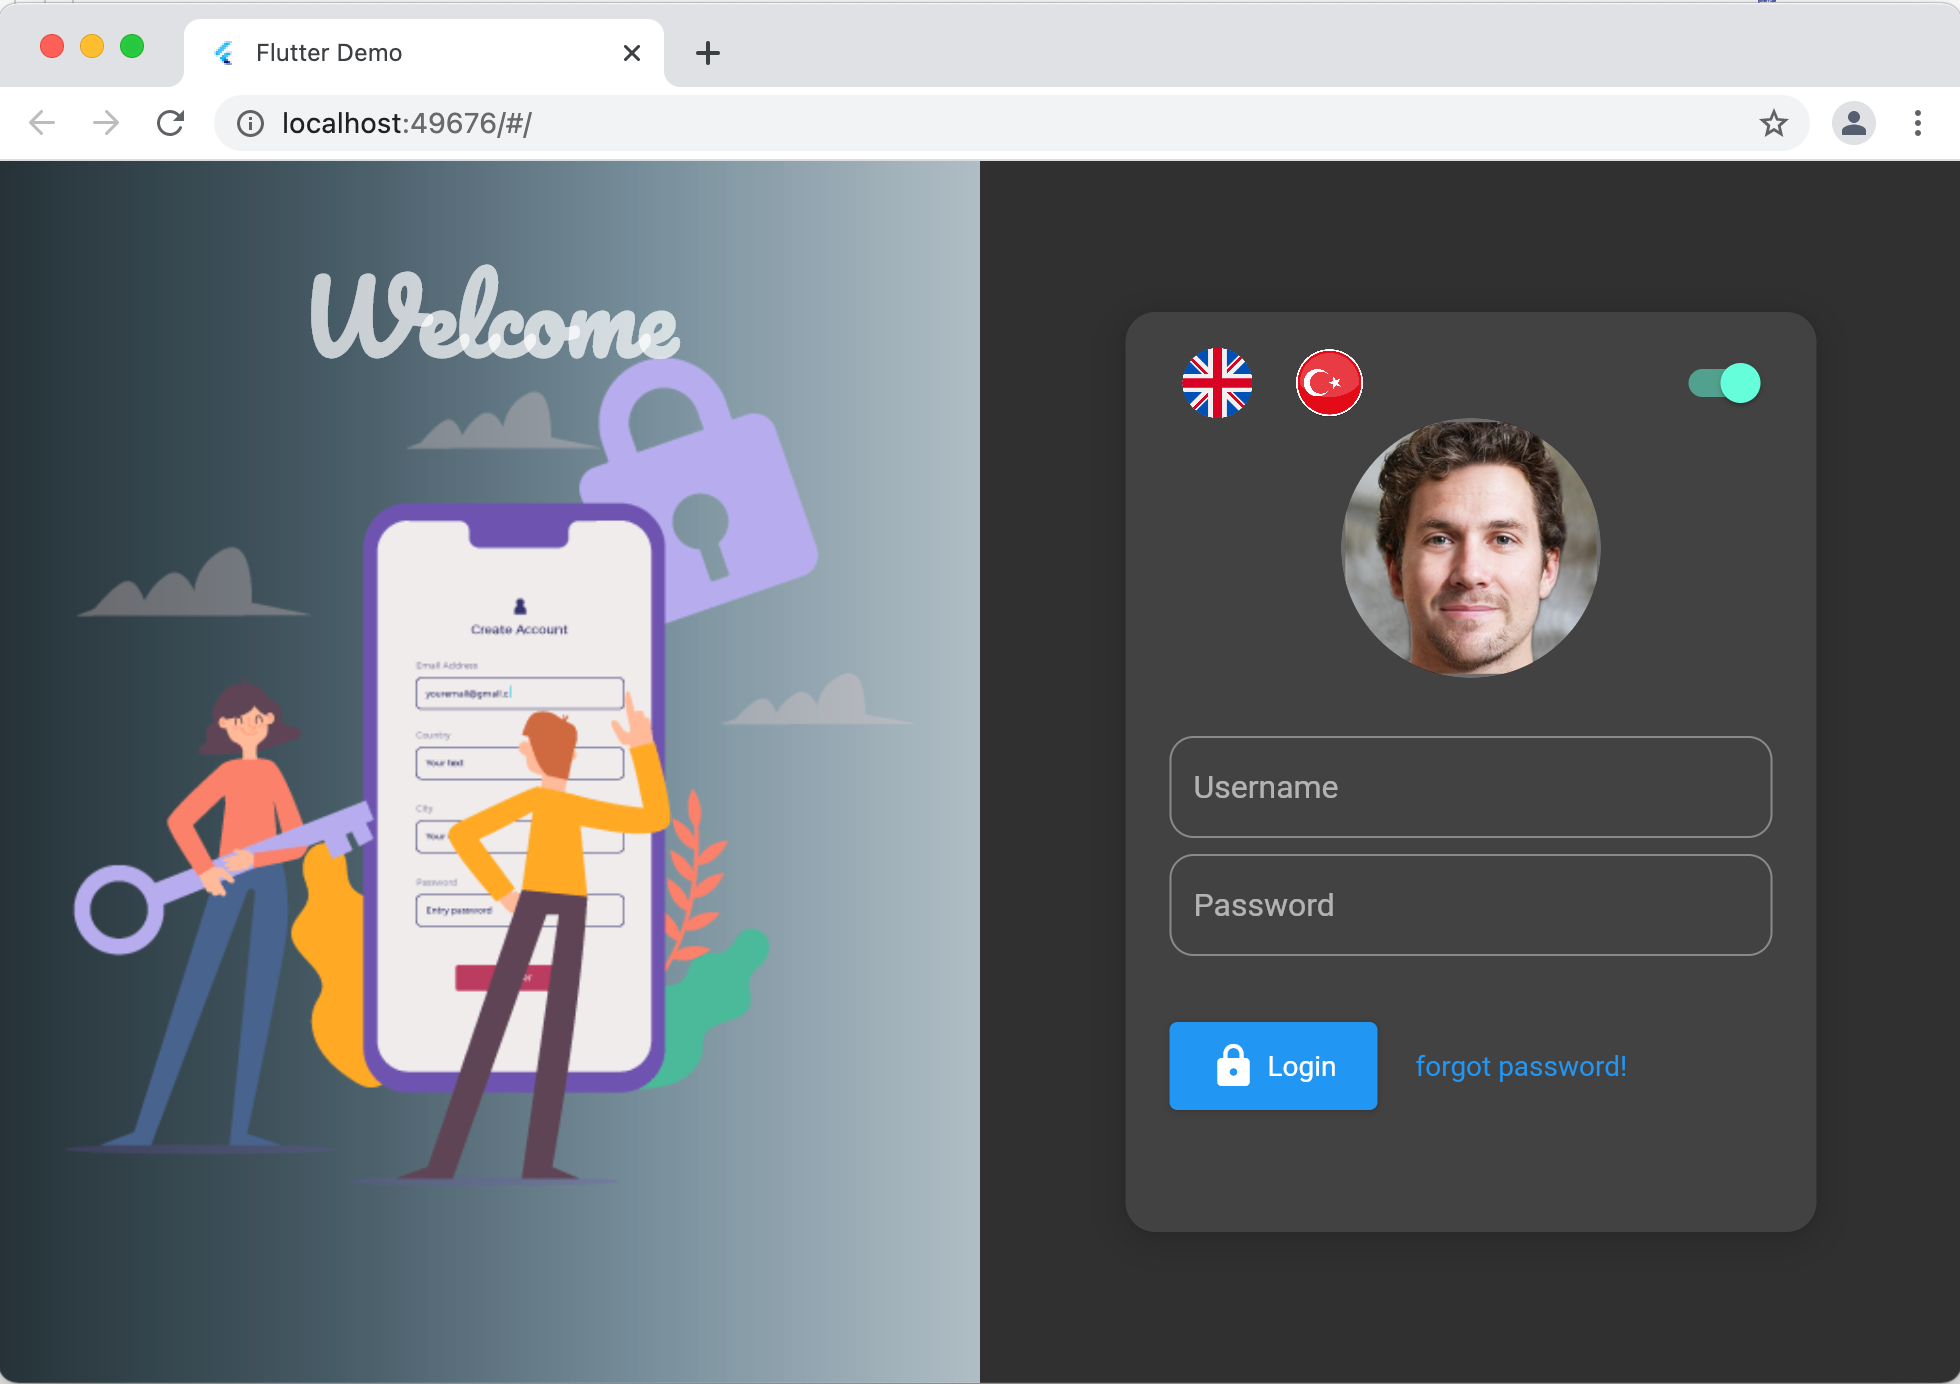 Flutter Demo
localhost:49676/#/
Welcome
Create Account
Email Address
youremail@gmail.c
Country
Your text
City
Your
Password
Entry password
Username
Password
Login
forgot password!